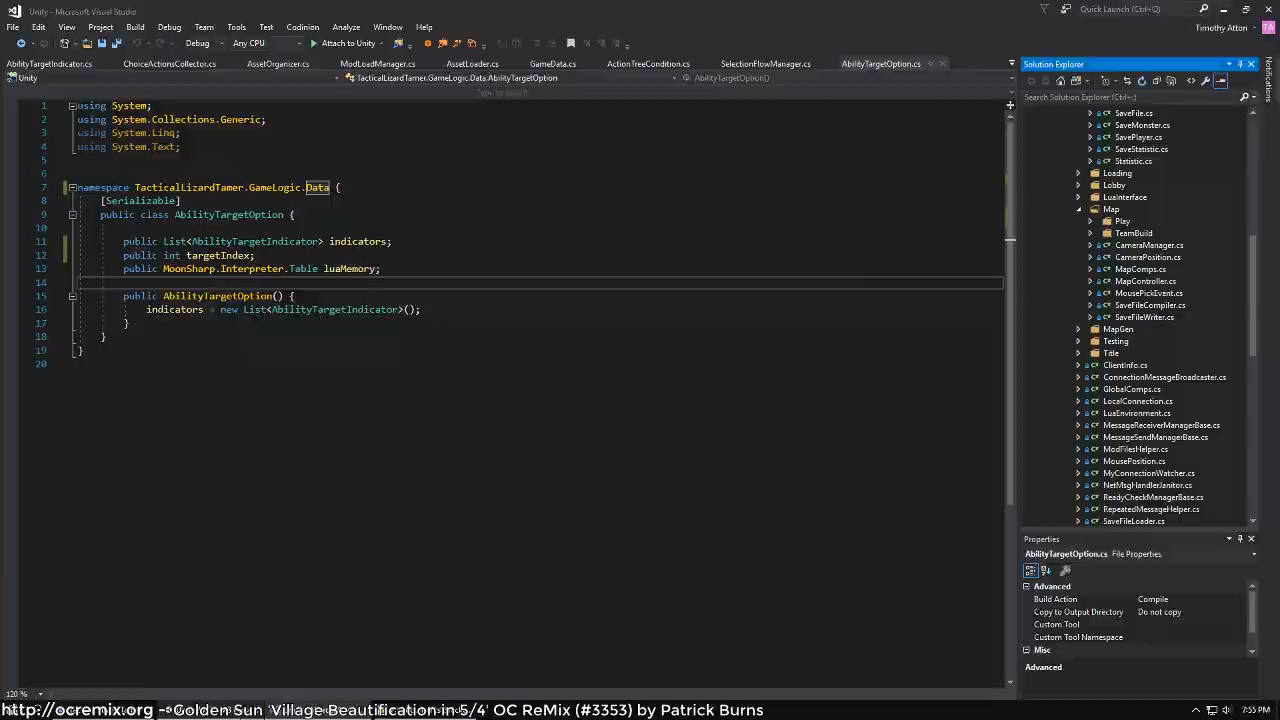 Unity - Microsoft Visual Studio
Quick Launch (Ctrl+Q)
File Edit View Project Build Debug Team Tools Test CodeRush Analyze Window Help
Timothy Atton
TA
Debug Any CPU Attach to Unity
AbilityTargetIndicator.cs ChoiceActionsCollector.cs AssetOrganizer.cs ModLoadManager.cs AssetLoader.cs GameData.cs ActionTreeCondition.cs SelectionFlowManager.cs AbilityTargetOption.cs
Unity TacticalLizardTamer.GameLogic.Data.AbilityTargetOption AbilityTargetOption()
Type to search
1 using System;
2 using System.Collections.Generic;
3 using System.Linq;
4 using System.Text;
5
6
7 namespace TacticalLizardTamer.GameLogic.Data {
8 [Serializable]
9 public class AbilityTargetOption {
10
11 public List<AbilityTargetIndicator> indicators;
12 public int targetIndex;
13 public MoonSharp.Interpreter.Table luaMemory;
14
15 public AbilityTargetOption() {
16 indicators = new List<AbilityTargetIndicator>();
17 }
18 }
19 }
20
120 %
Solution Explorer
Search Solution Explorer (Ctrl+;)
SaveFile.cs
SaveMonster.cs
SavePlayer.cs
SaveStatistic.cs
Statistic.cs
Loading
Lobby
LuaInterface
Map
Play
TeamBuild
CameraManager.cs
CameraPosition.cs
MapComps.cs
MapController.cs
MousePickEvent.cs
SaveFileCompiler.cs
SaveFileWriter.cs
MapGen
Testing
Title
ClientInfo.cs
ConnectionMessageBroadcaster.cs
GlobalComps.cs
LocalConnection.cs
LuaEnvironment.cs
MessageReceiverManagerBase.cs
MessageSendManagerBase.cs
ModFilesHelper.cs
MousePosition.cs
MyConnectionWatcher.cs
NetMsgHandlerJanitor.cs
ReadyCheckManagerBase.cs
RepeatedMessageHelper.cs
SaveFileLoader.cs
Notifications
Properties
AbilityTargetOption.cs File Properties
Advanced
Build Action Compile
Copy to Output Directory Do not copy
Custom Tool
Custom Tool Namespace
Misc
Advanced
http://ocremix.org - Golden Sun 'Village Beautification in 5/4' OC ReMix (#3353) by Patrick Burns
7:55 PM